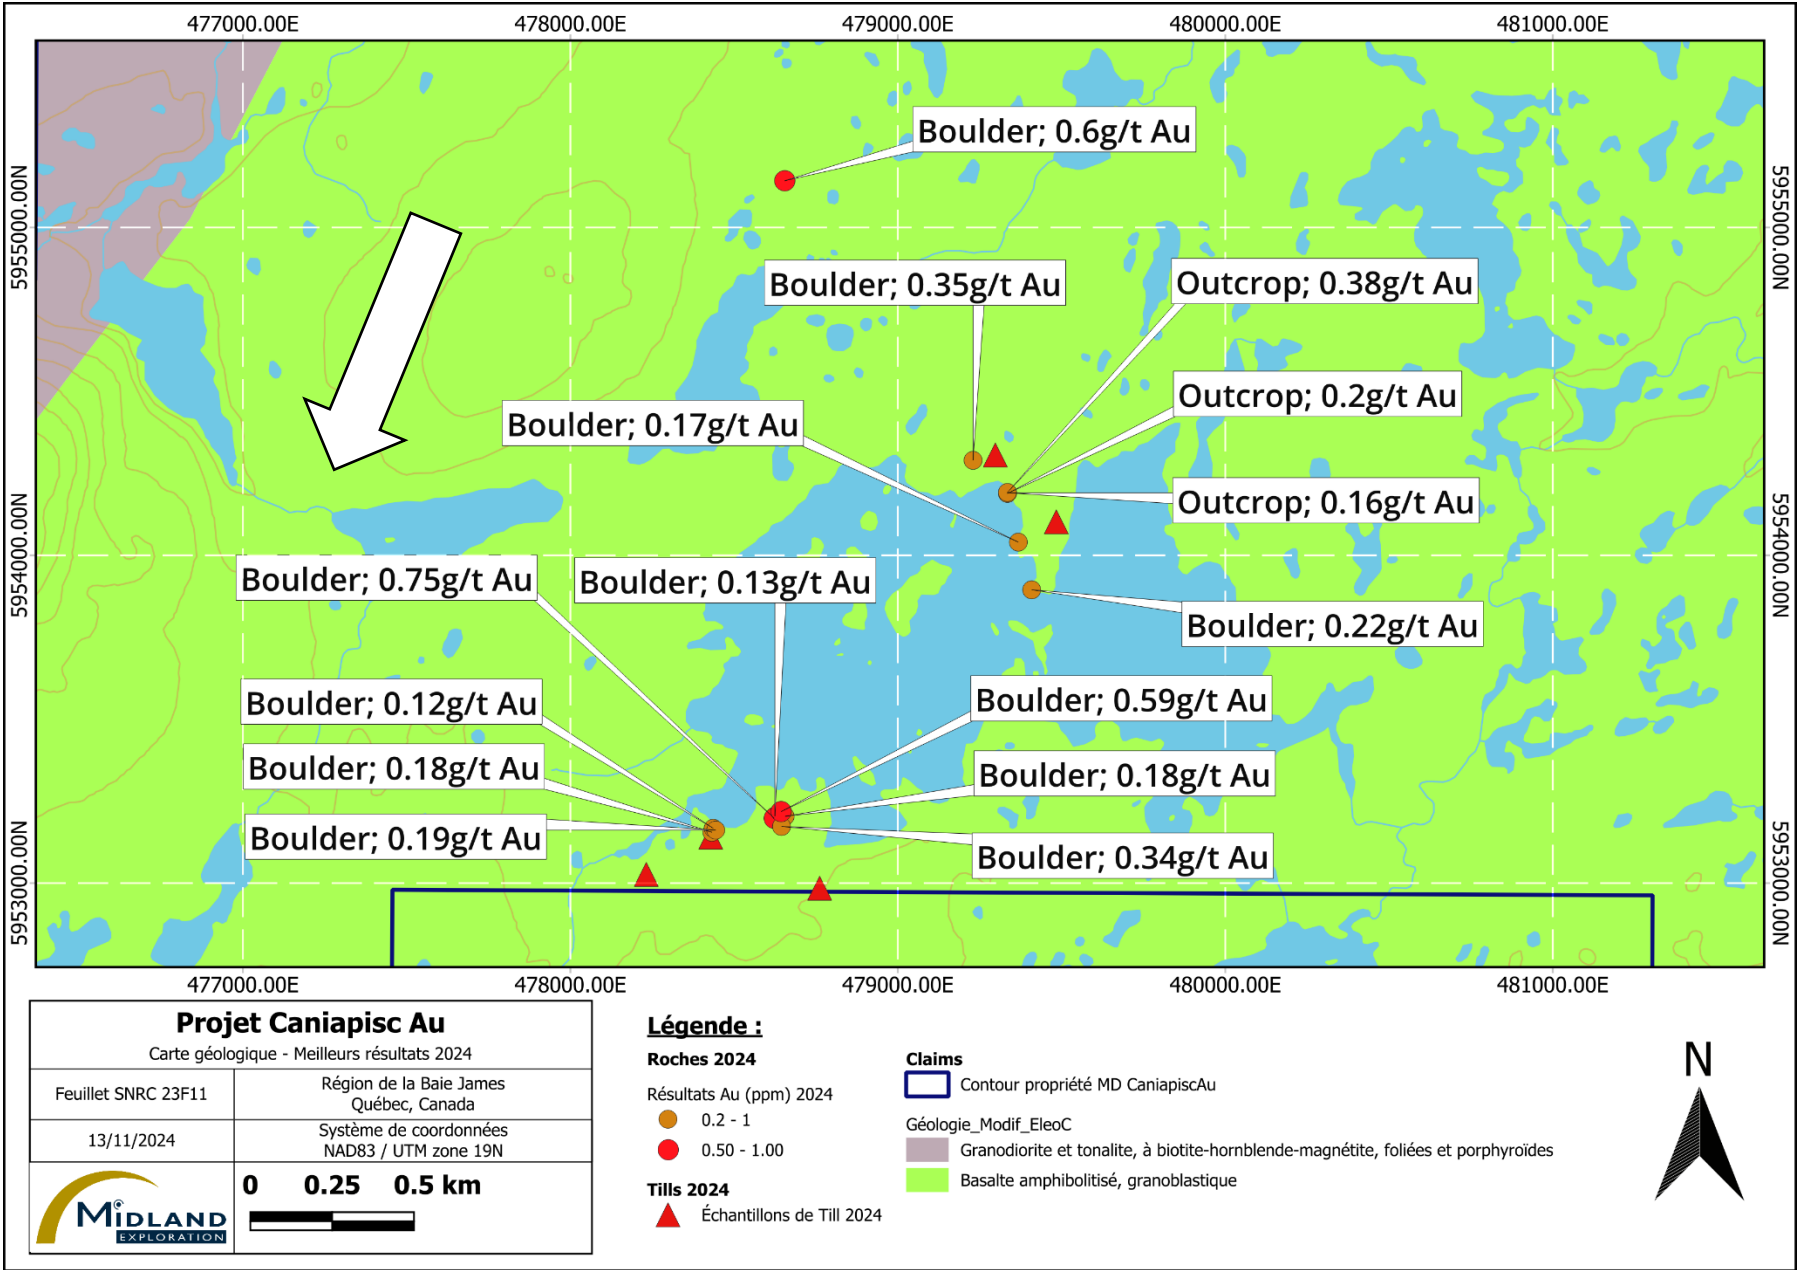 477000.00E 478000.00E 479000.00E 480000.00E 481000.00E
5955000.00N
5954000.00N
5953000.00N
5955000.00N
5954000.00N
5953000.00N
Boulder; 0.6g/t Au
Boulder; 0.35g/t Au
Outcrop; 0.38g/t Au
Outcrop; 0.2g/t Au
Boulder; 0.17g/t Au
Outcrop; 0.16g/t Au
Boulder; 0.75g/t Au
Boulder; 0.13g/t Au
Boulder; 0.22g/t Au
Boulder; 0.12g/t Au
Boulder; 0.59g/t Au
Boulder; 0.18g/t Au
Boulder; 0.18g/t Au
Boulder; 0.19g/t Au
Boulder; 0.34g/t Au
477000.00E 478000.00E 479000.00E 480000.00E 481000.00E
Projet Caniapisc Au
Carte géologique - Meilleurs résultats 2024
Feuillet SNRC 23F11
Région de la Baie James
Québec, Canada
13/11/2024
Système de coordonnées
NAD83 / UTM zone 19N
MIDLAND
EXPLORATION
0 0.25 0.5 km
Légende :
Roches 2024
Résultats Au (ppm) 2024
0.2 - 1
0.50 - 1.00
Tills 2024
Échantillons de Till 2024
Claims
Contour propriété MD CaniapiscAu
Géologie_Modif_EleoC
Granodiorite et tonalite, à biotite-hornblende-magnétite, foliées et porphyroïdes
Basalte amphibolitisé, granoblastique
N